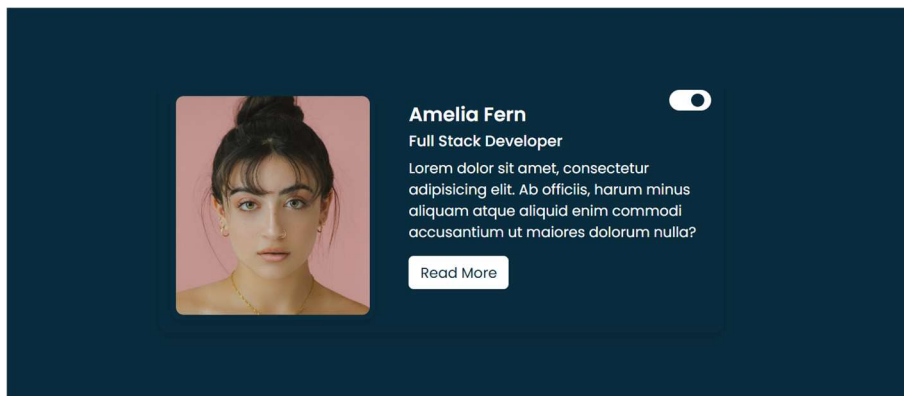 Amelia Fern
Full Stack Developer
Lorem dolor sit amet, consectetur
adipisicing elit. Ab officiis, harum minus
aliquam atque aliquid enim commodi
accusantium ut maiores dolorum nulla?
Read More